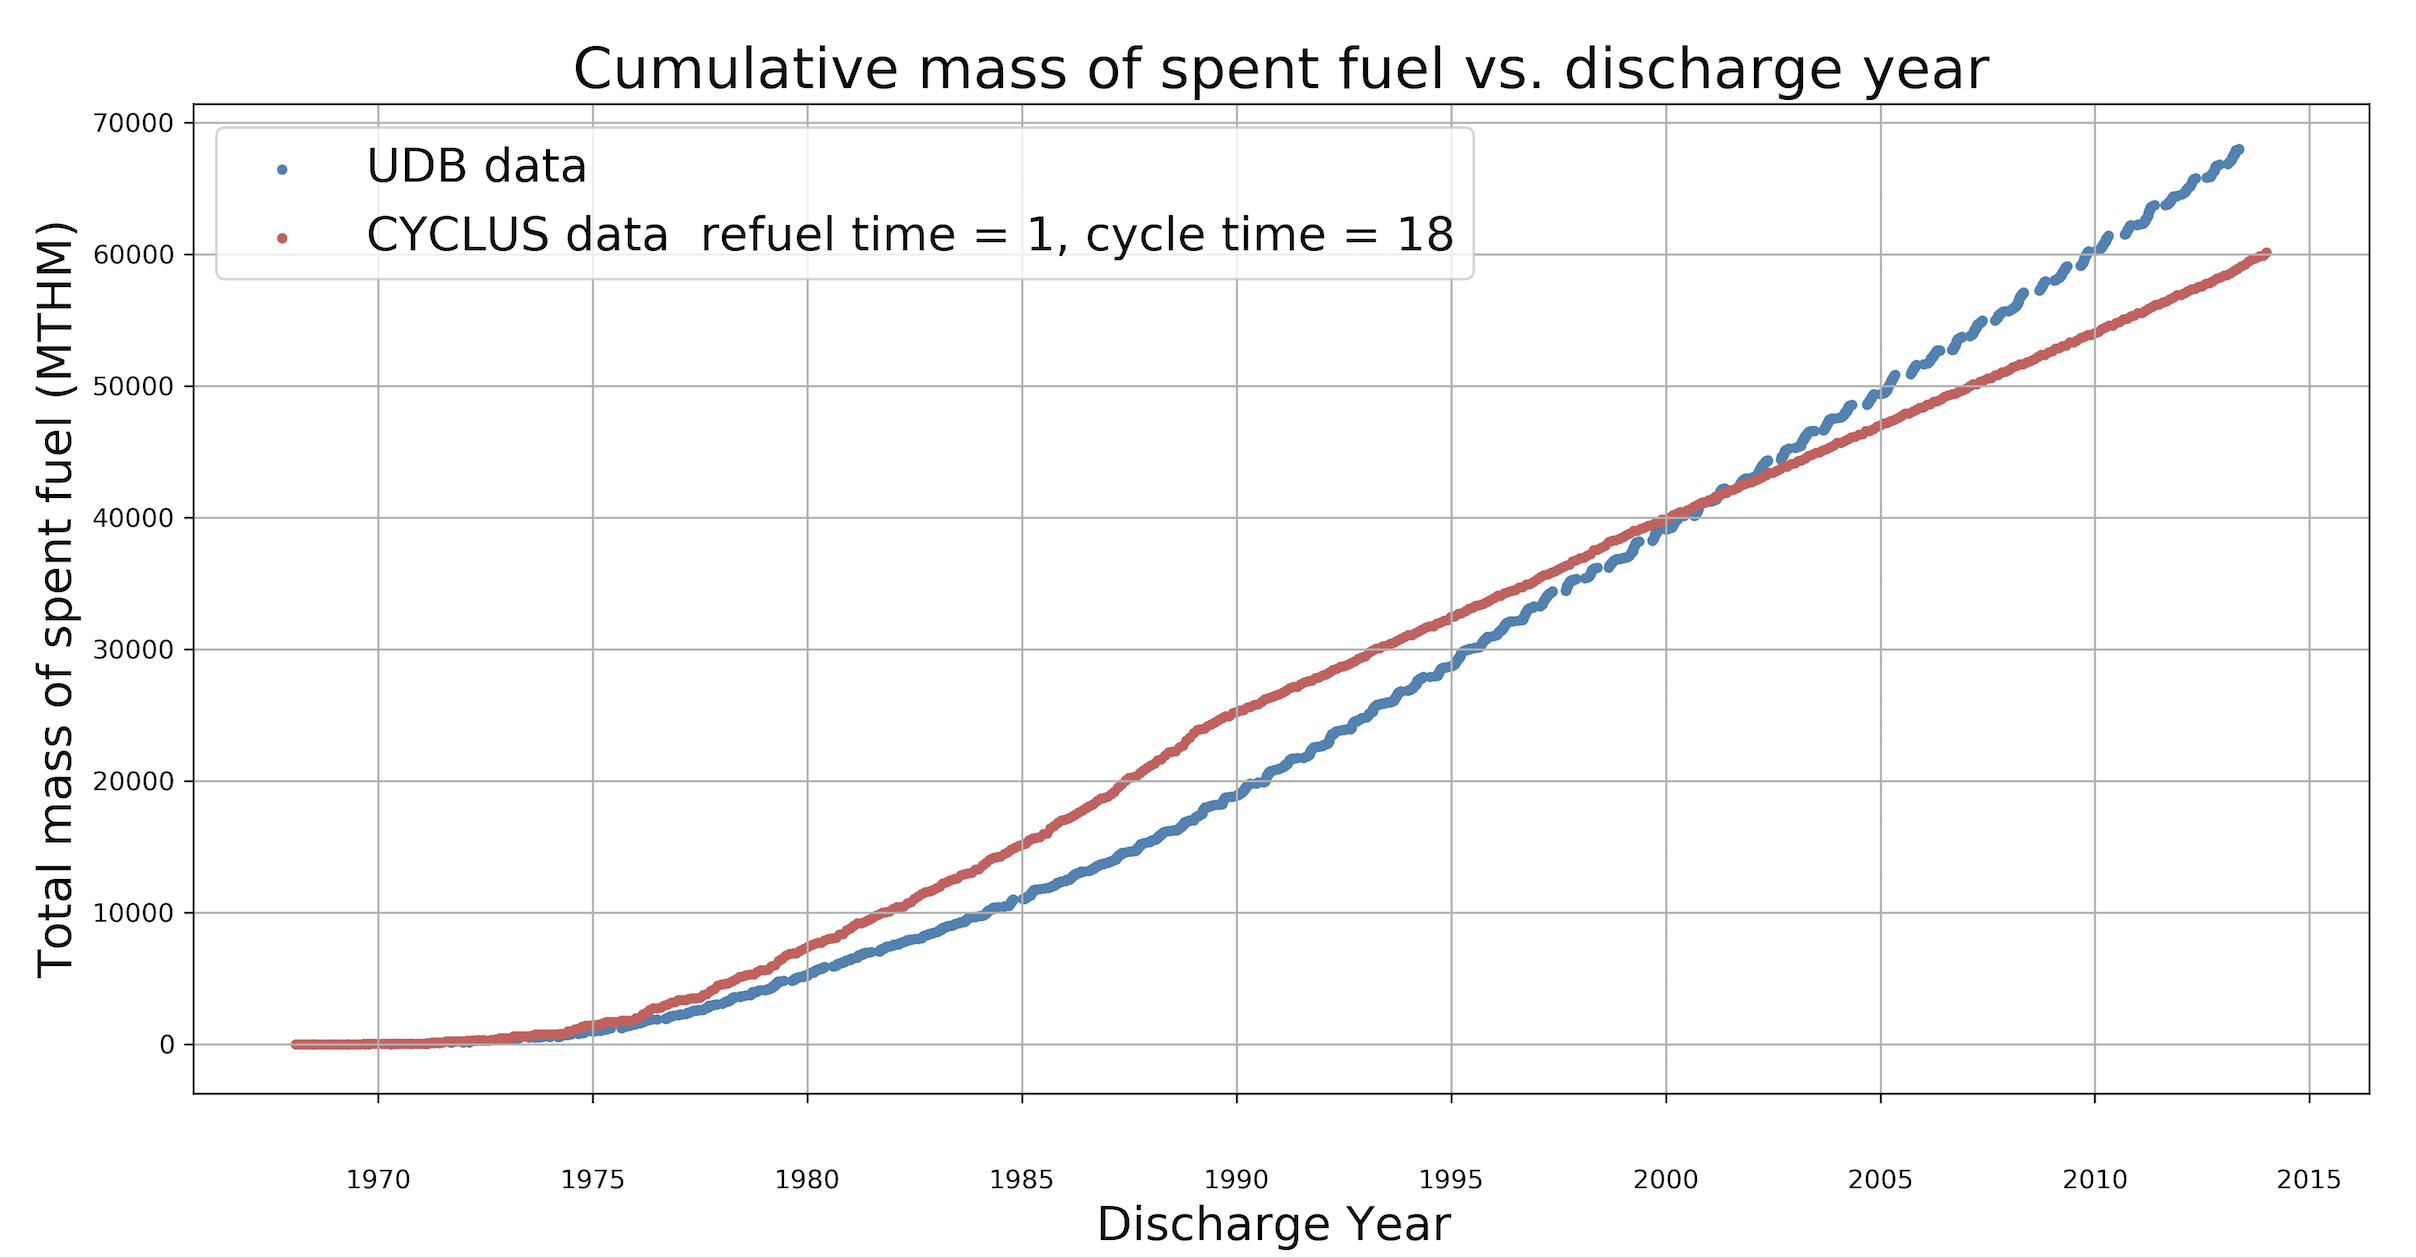 Cumulative mass of spent fuel vs. discharge year
UDB data
CYCLUS data  refuel time = 1, cycle time = 18
Total mass of spent fuel (MTHM)
70000
60000
50000
40000
30000
20000
10000
0
1970 1975 1980 1985 1990 1995 2000 2005 2010 2015
Discharge Year